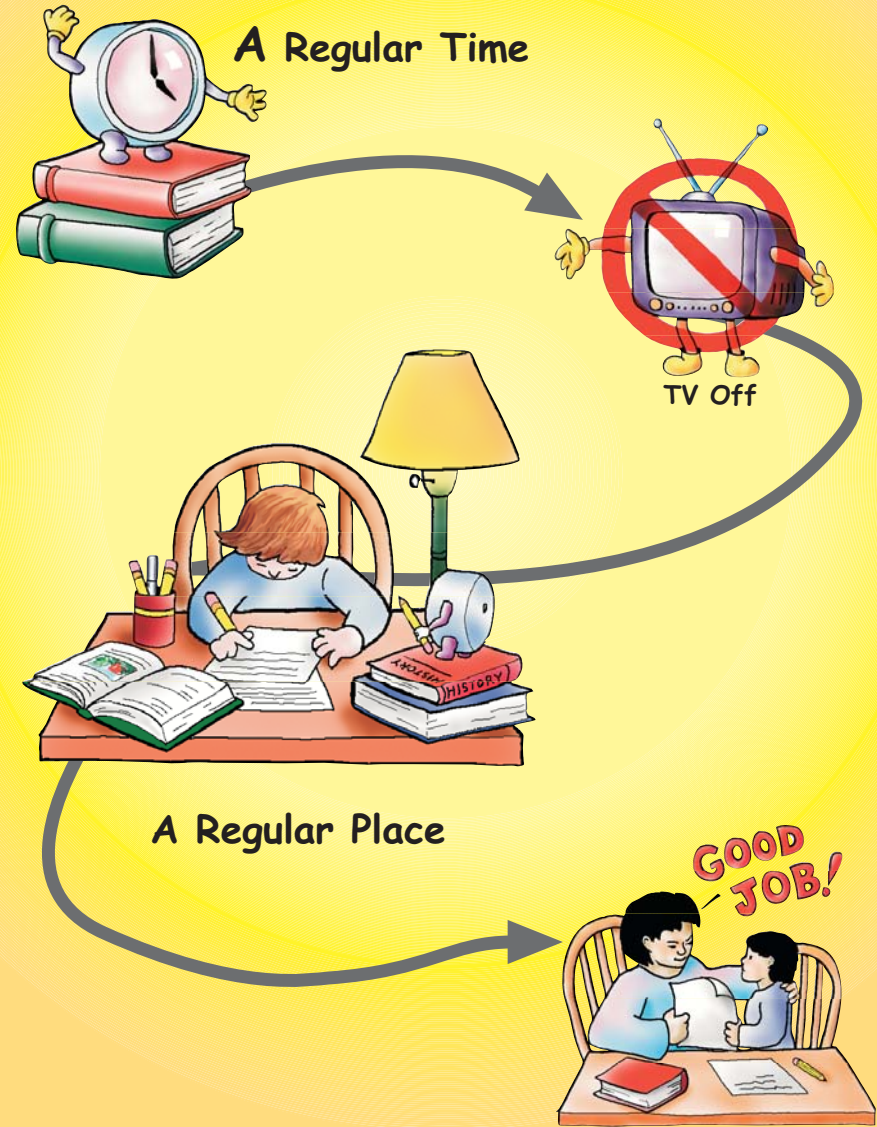 A Regular Time
TV Off
HISTORY
HISTORY
A Regular Place
GOOD
JOB!